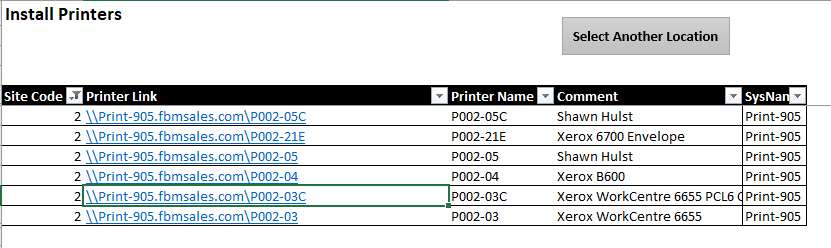 Install Printers
Select Another Location
Site Code Printer Link Printer Name Comment SysNan
2 \\Print-905.fbmsales.com\P002-05C P002-05C Shawn Hulst Print-905
2 \\Print-905.fbmsales.com\P002-21E P002-21E Xerox 6700 Envelope Print-905
2 \\Print-905.fbmsales.com\P002-05 P002-05 Shawn Hulst Print-905
2 \\Print-905.fbmsales.com\P002-04 P002-04 Xerox B600 Print-905
2 \\Print-905.fbmsales.com\P002-03C P002-03C Xerox WorkCentre 6655 PCL6 Print-905
2 \\Print-905.fbmsales.com\P002-03 P002-03 Xerox WorkCentre 6655 Print-905